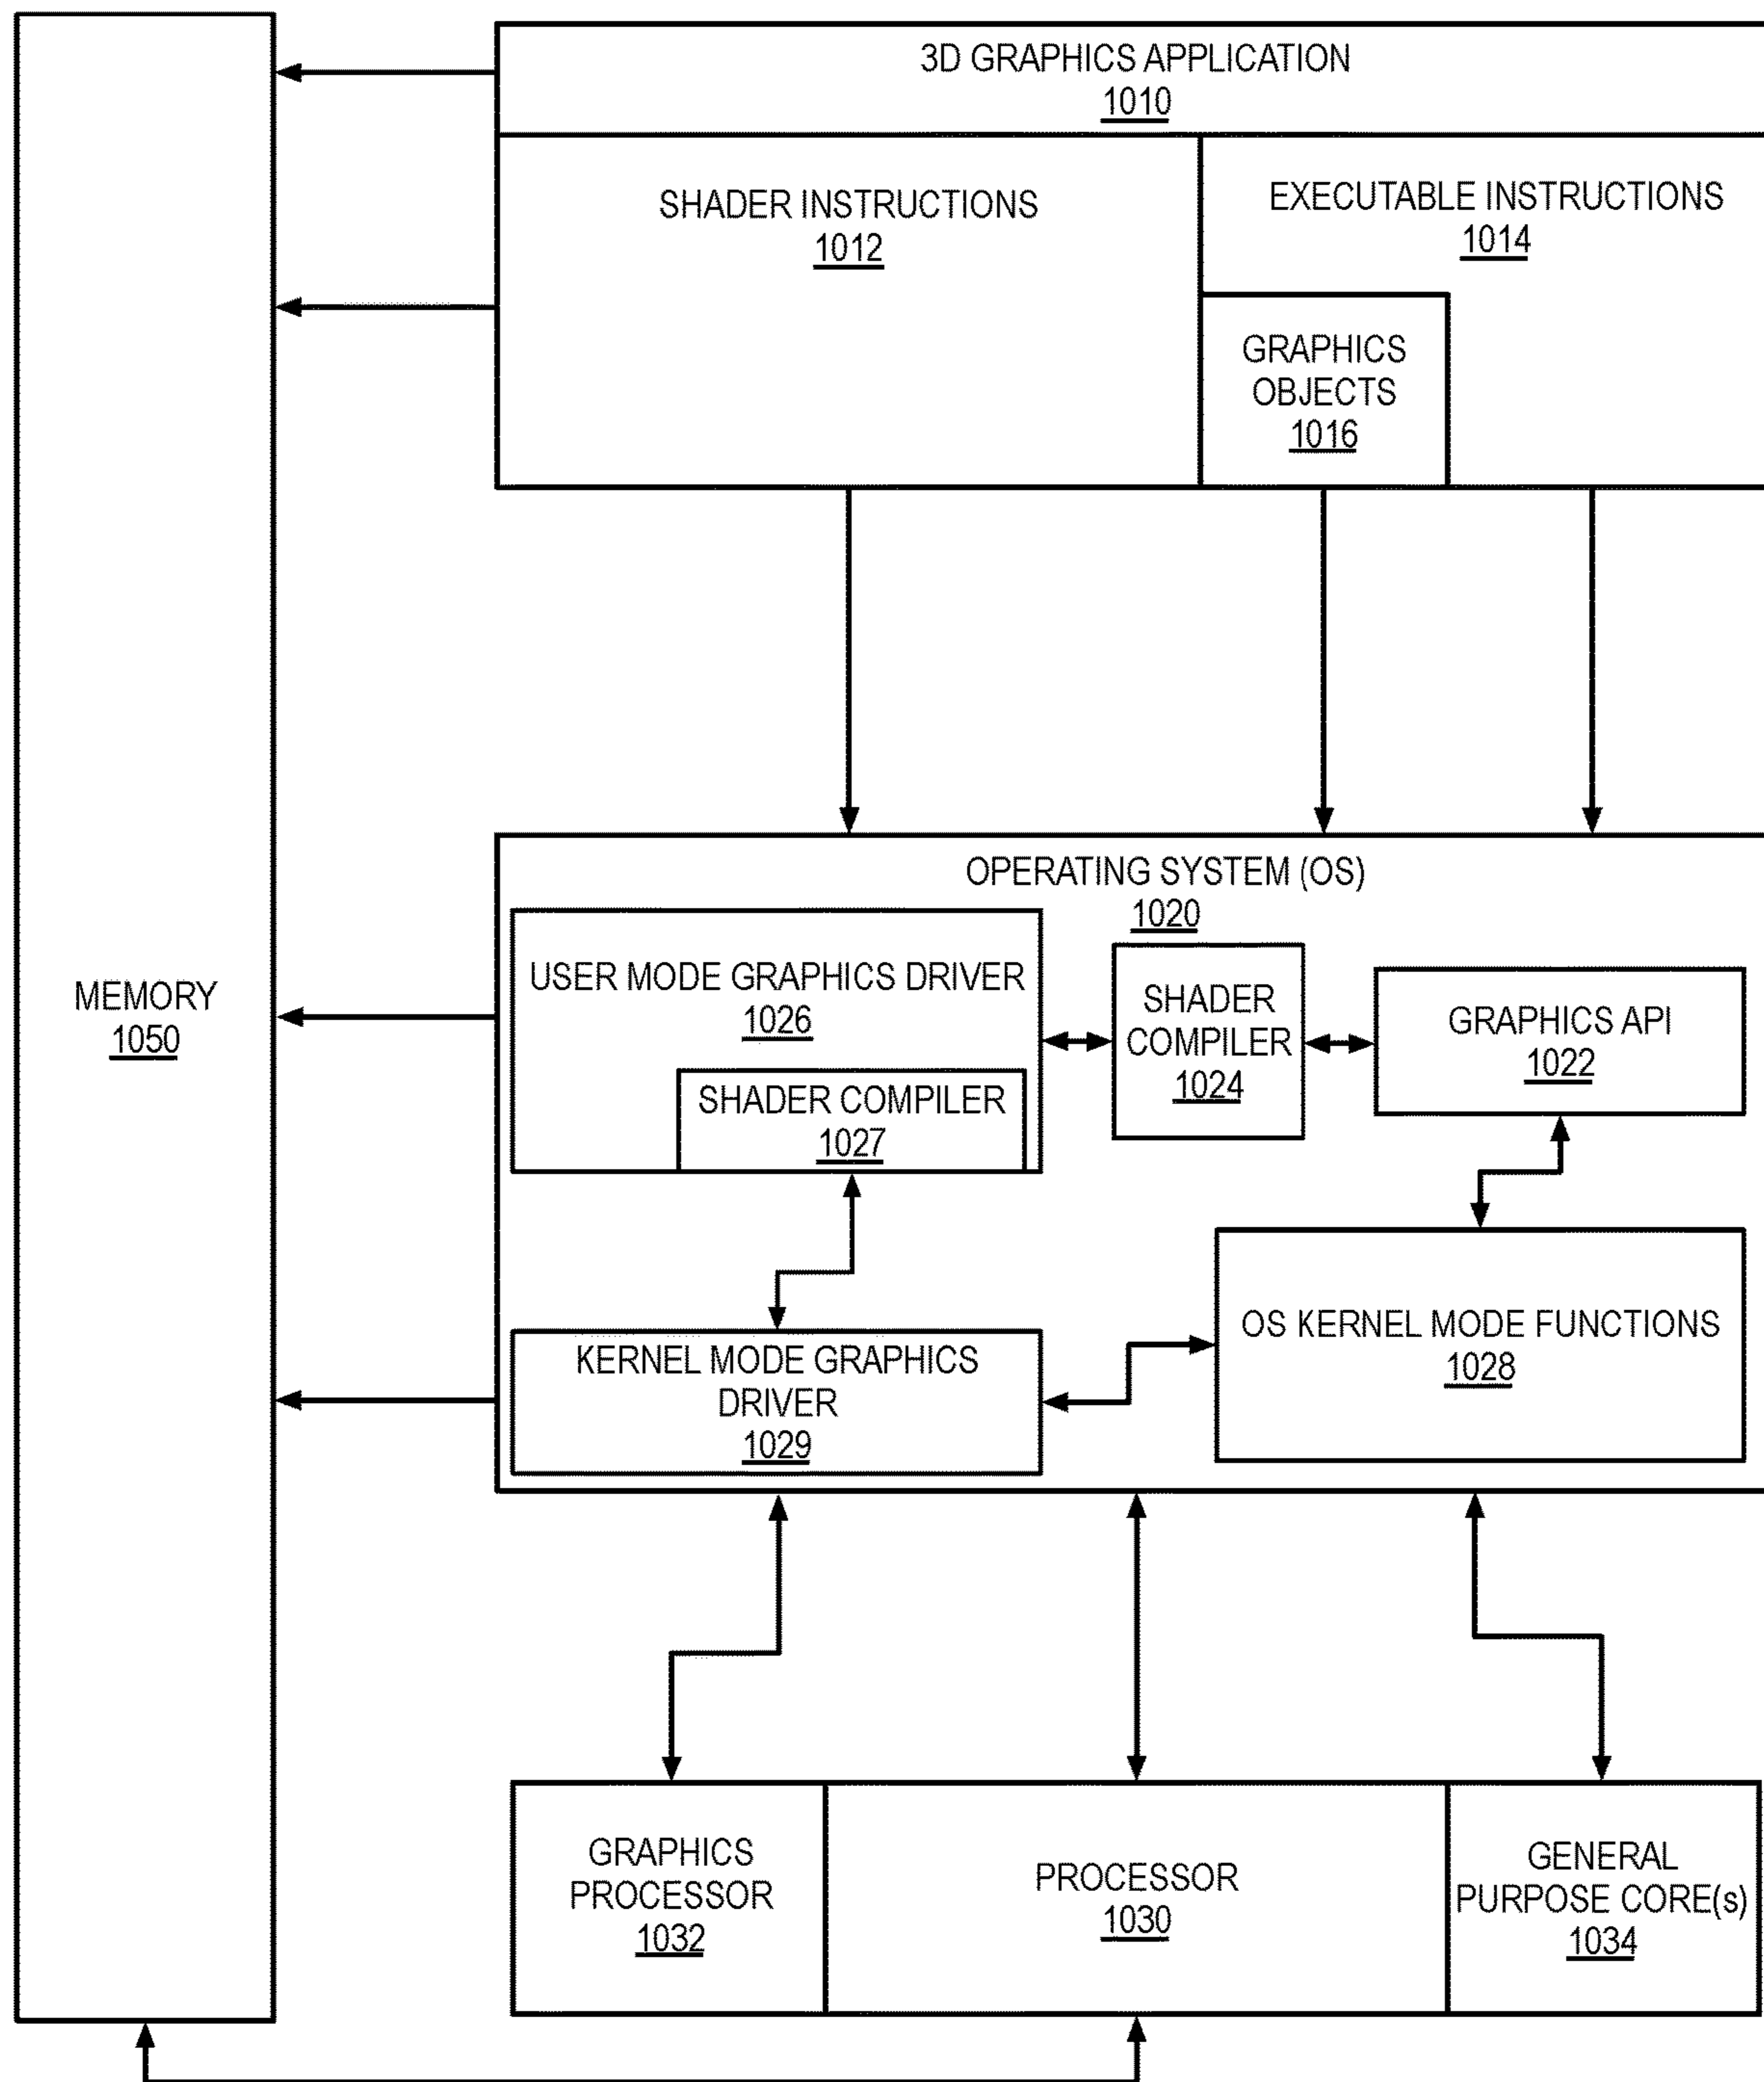 3D GRAPHICS APPLICATION
1010
SHADER INSTRUCTIONS
1012
EXECUTABLE INSTRUCTIONS
1014
GRAPHICS
OBJECTS
1016
MEMORY
1050
OPERATING SYSTEM (OS)
1020
USER MODE GRAPHICS DRIVER
1026
SHADER COMPILER
1027
SHADER
COMPILER
1024
GRAPHICS API
1022
KERNEL MODE GRAPHICS
DRIVER
1029
OS KERNEL MODE FUNCTIONS
1028
GRAPHICS
PROCESSOR
1032
PROCESSOR
1030
GENERAL
PURPOSE CORE(s)
1034